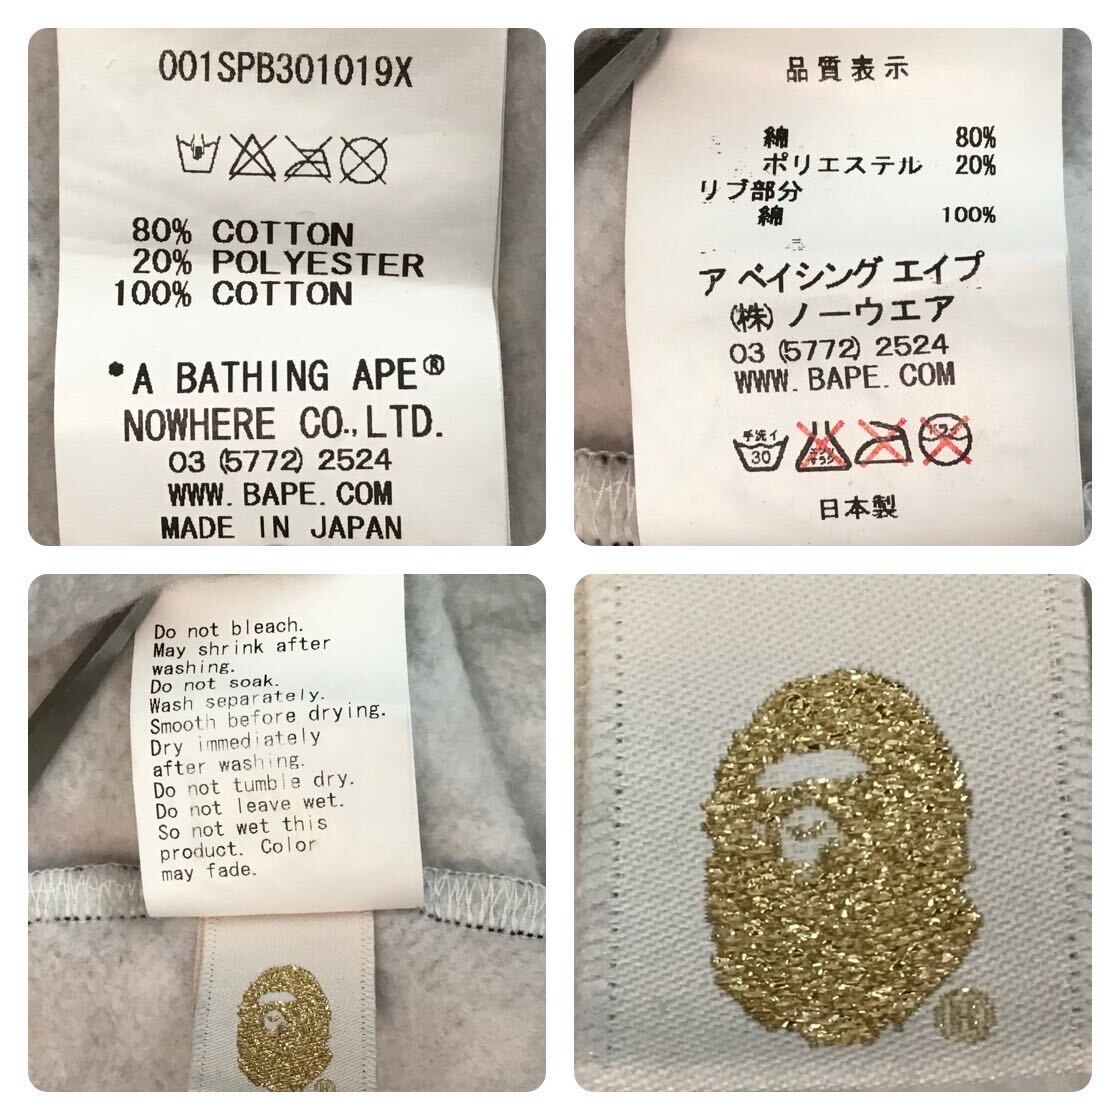 001SPB301019X
80% COTTON
20% POLYESTER
100% COTTON
*A BATHING APE®
NOWHERE CO.,LTD.
03 (5772) 2524
WWW. BAPE. COM
MADE IN JAPAN
品質表示
綿 80%
ポリエステル 20%
リブ部分
綿 100%
ア ベイシング エイプ
(株) ノーウエア
03 (5772) 2524
WWW. BAPE. COM
手洗イ
30
ドライ
日本製
Do not bleach.
May shrink after
washing.
Do not soak.
Wash separately.
Smooth before drying.
Dry immediately
after washing.
Do not tumble dry.
Do not leave wet.
So not wet this
product. Color
may fade.